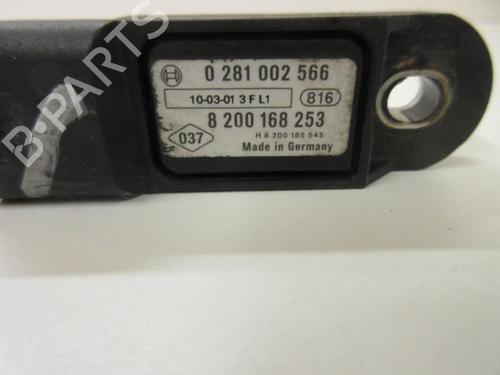 0 281 002 566
10-03-01 3 F L1 816
8 200 168 253
037
H 8 200 185 545
Made in Germany
B-PARTS